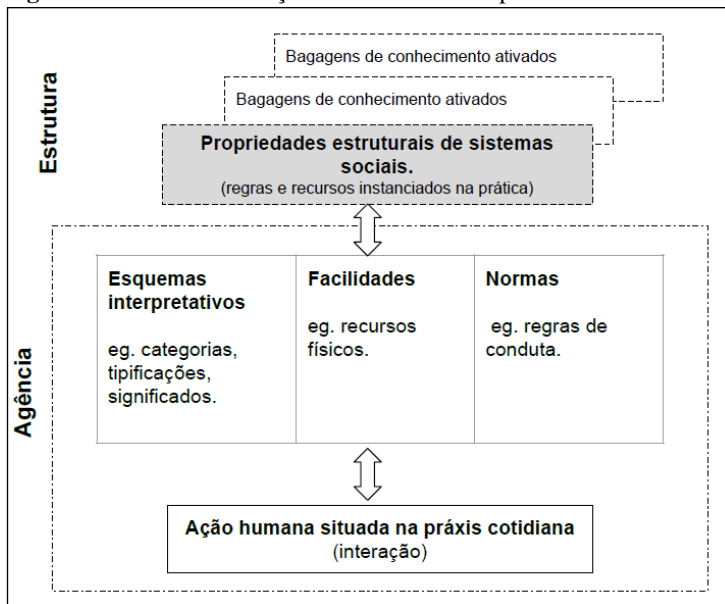 Estrutura
Bagagens de conhecimento ativados
Bagagens de conhecimento ativados
Propriedades estruturais de sistemas
sociais.
(regras e recursos instanciados na prática)
Agência
Esquemas
interpretativos
eg. categorias,
tipificações,
significados.
Facilidades
eg. recursos
físicos.
Normas
eg. regras de
conduta.
Ação humana situada na práxis cotidiana
(interação)